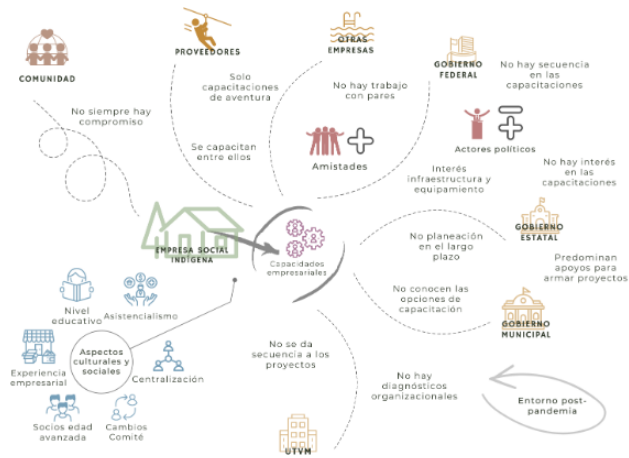 COMUNIDAD
PROVEEDORES
OTRAS
EMPRESAS
GOBIERNO
FEDERAL
No hay secuencia
en las
capacitaciones
Solo
capacitaciones
de aventura
No hay trabajo
con pares
No siempre hay
compromiso
Se capacitan
entre ellos
Amistades
Actores políticos
Interés
infraestructura y
equipamiento
No hay interés
en las
capacitaciones
GOBIERNO
ESTATAL
EMPRESA SOCIAL
INDÍGENA
Capacidades
empresariales
No planeación
en el largo
plazo
Predominan
apoyos para
armar proyectos
No conocen las
opciones de
capacitación
GOBIERNO
MUNICIPAL
Nivel
educativo
Asistencialismo
Aspectos
culturales y
sociales
Experiencia
empresarial
Centralización
Socios edad
avanzada
Cambios
Comité
No se da
secuencia a los
proyectos
No hay
diagnósticos
organizacionales
Entorno post-
pandemia
UTVM